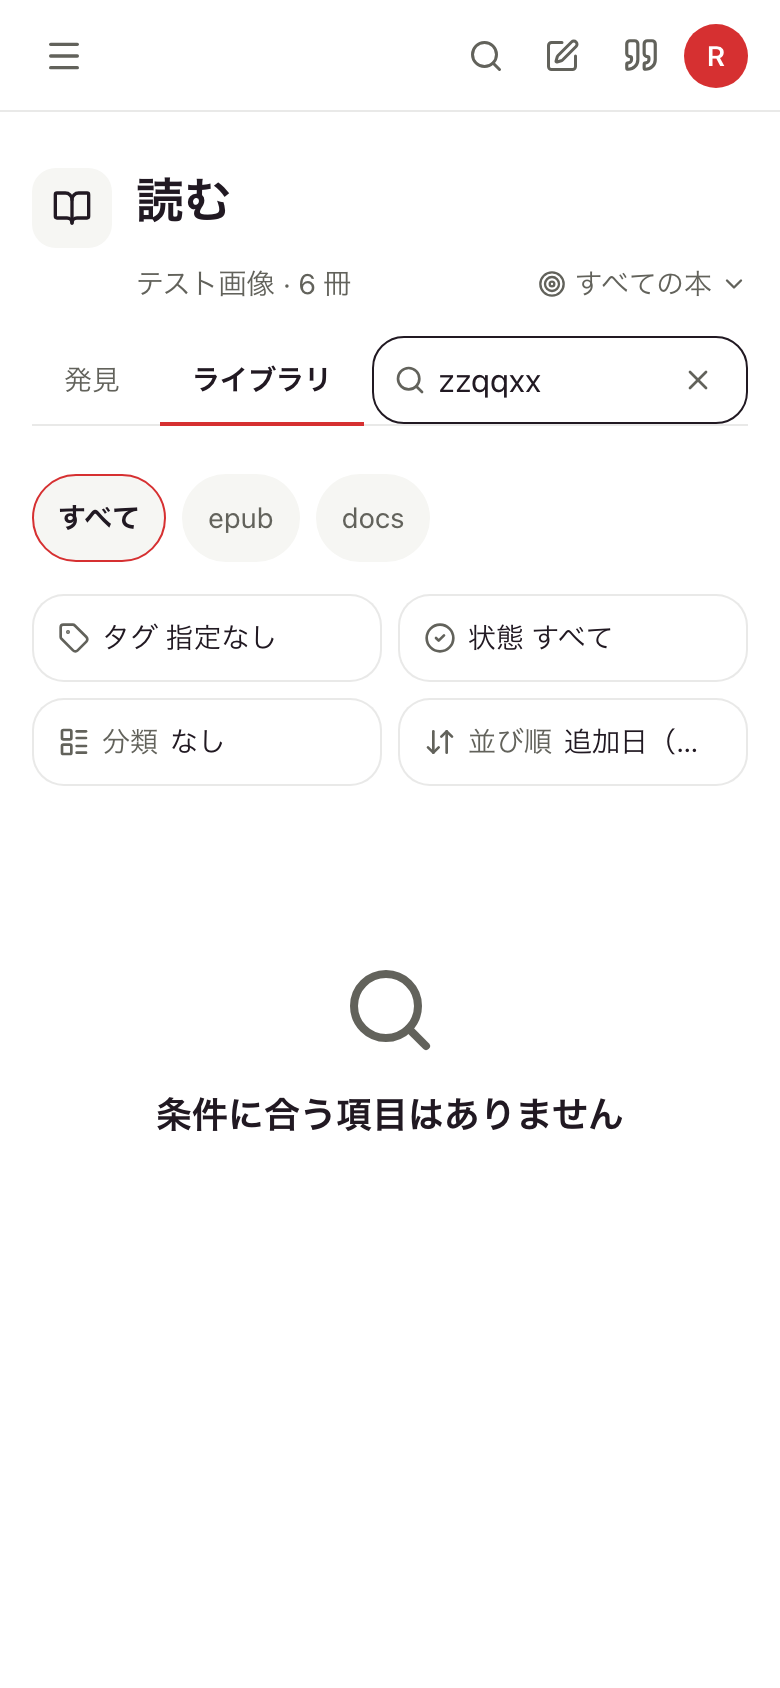 R
読む
テスト画像 · 6 冊
すべての本
発見
ライブラリ
zzqqxx
すべて
epub
docs
タグ 指定なし
状態 すべて
分類 なし
並び順 追加日（...
条件に合う項目はありません